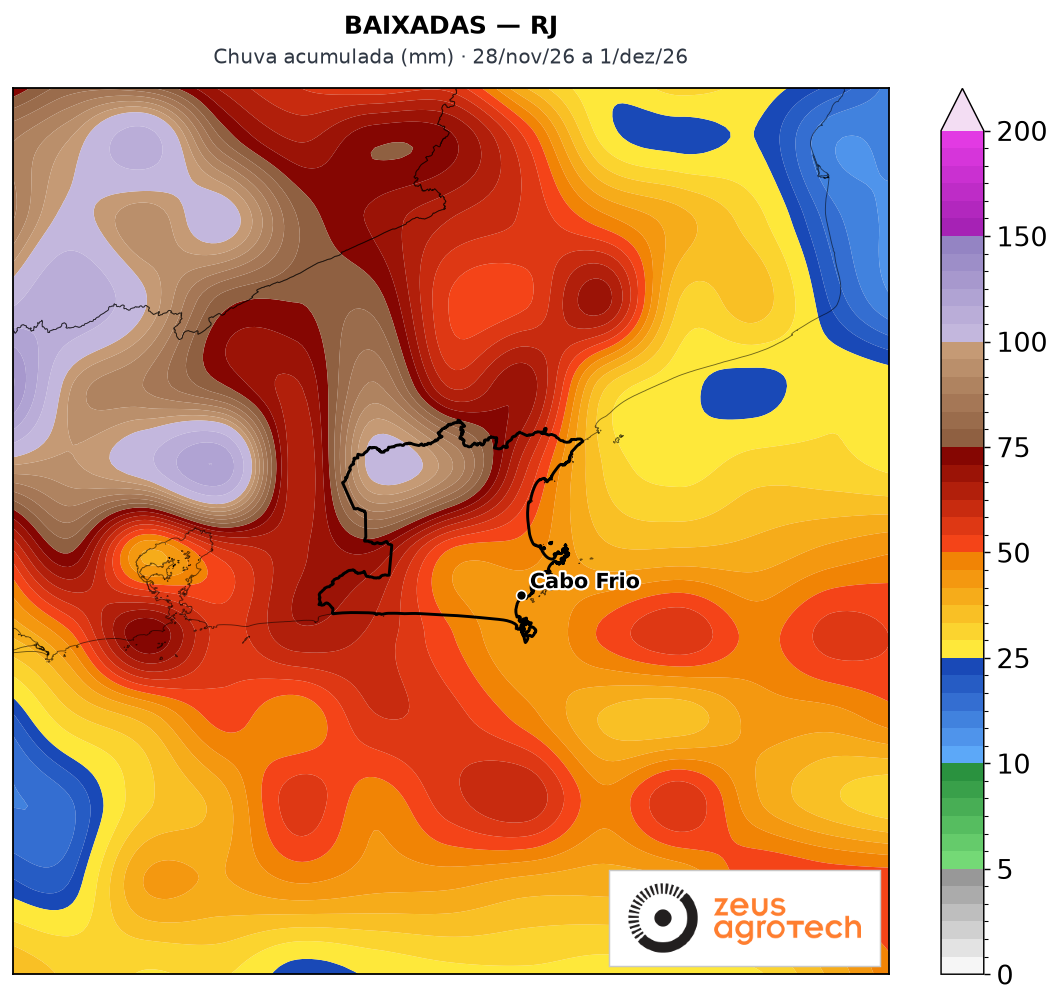 BAIXADAS — RJ
Chuva acumulada (mm) · 28/nov/26 a 1/dez/26
200
150
100
75
50
25
10
5
0
Cabo Frio
zeus
agrotech